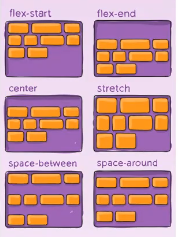 flex-start
flex-end
center
stretch
space-between
space-around